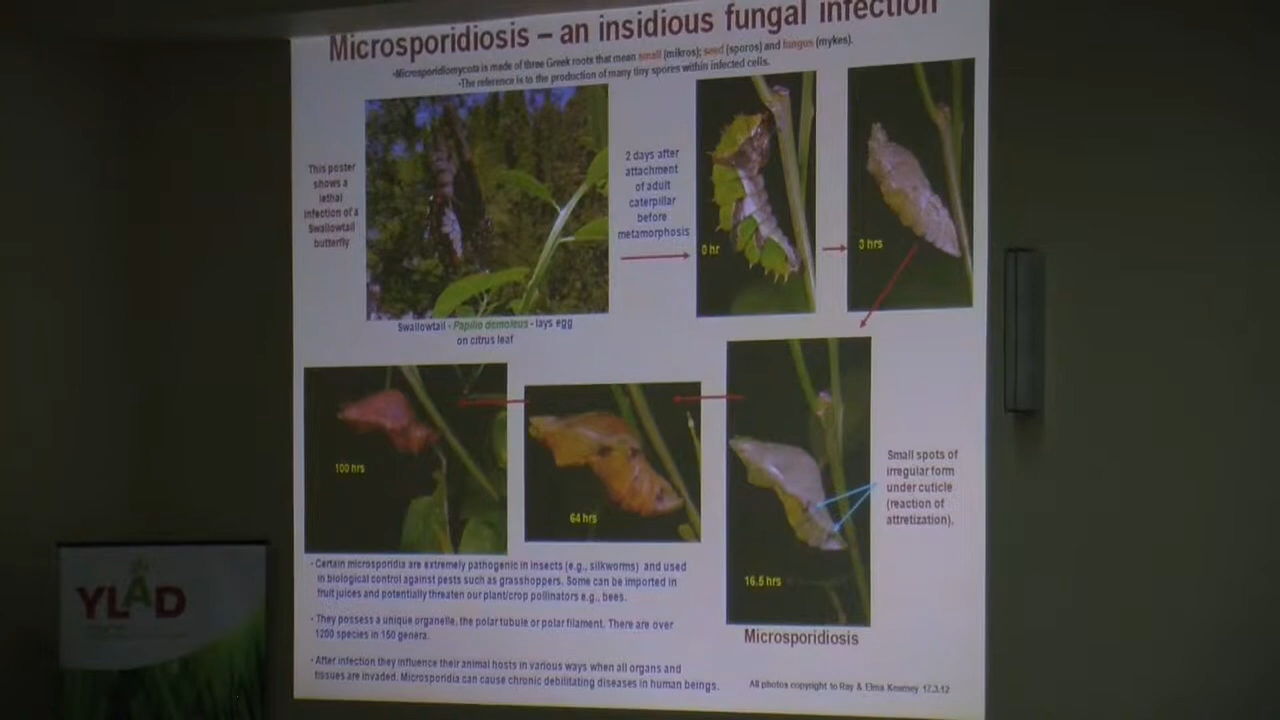 Microsporidiosis – an insidious fungal infection
•Microsporidiomycota is made of three Greek roots that mean small (mikros); seed (sporos) and fungus (mykes).
•The reference is to the production of many tiny spores within infected cells.
This poster
shows a
lethal
infection of a
Swallowtail
butterfly
2 days after
attachment
of adult
caterpillar
before
metamorphosis
0 hr
3 hrs
Swallowtail - Papilio demoleus - lays egg
on citrus leaf
100 hrs
64 hrs
16.5 hrs
Small spots of
irregular form
under cuticle
(reaction of
attretization).
Microsporidiosis
• Certain microsporidia are extremely pathogenic in insects (e.g., silkworms) and used
in biological control against pests such as grasshoppers. Some can be imported in
fruit juices and potentially threaten our plant/crop pollinators e.g., bees.
• They possess a unique organelle, the polar tubule or polar filament. There are over
1200 species in 150 genera.
• After infection they influence their animal hosts in various ways when all organs and
tissues are invaded. Microsporidia can cause chronic debilitating diseases in human beings.
All photos copyright to Ray & Elma Kearney 17.3.12
YLAD